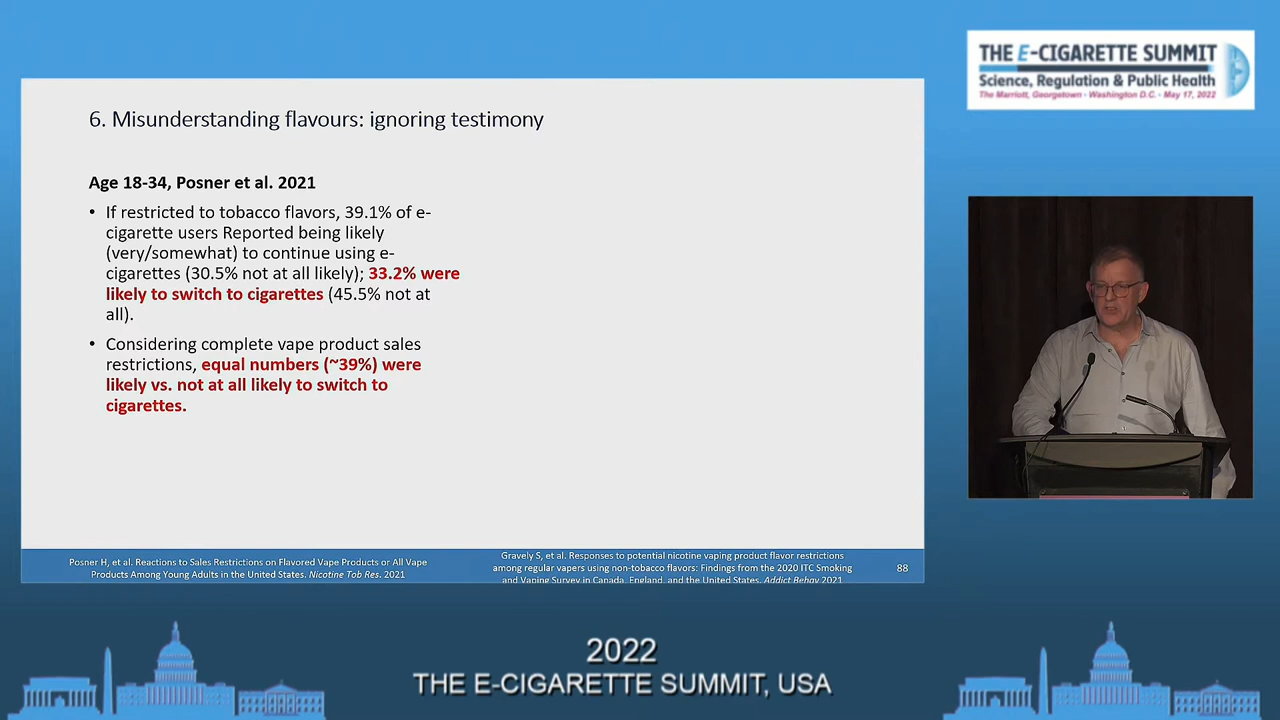 THE E-CIGARETTE SUMMIT
Science, Regulation & Public Health
The Marriott, Georgetown - Washington D.C. - May 17, 2022
6. Misunderstanding flavours: ignoring testimony
Age 18-34, Posner et al. 2021
• If restricted to tobacco flavors, 39.1% of e-
cigarette users Reported being likely
(very/somewhat) to continue using e-
cigarettes (30.5% not at all likely); 33.2% were
likely to switch to cigarettes (45.5% not at
all).
• Considering complete vape product sales
restrictions, equal numbers (~39%) were
likely vs. not at all likely to switch to
cigarettes.
Posner H, et al. Reactions to Sales Restrictions on Flavored Vape Products or All Vape
Products Among Young Adults in the United States. Nicotine Tob Res. 2021
Gravely S, et al. Responses to potential nicotine vaping product flavor restrictions
among regular vapers using non-tobacco flavors: Findings from the 2020 ITC Smoking
and Vaping Survey in Canada, England, and the United States. Addict Behav 2021
88
2022
THE E-CIGARETTE SUMMIT, USA